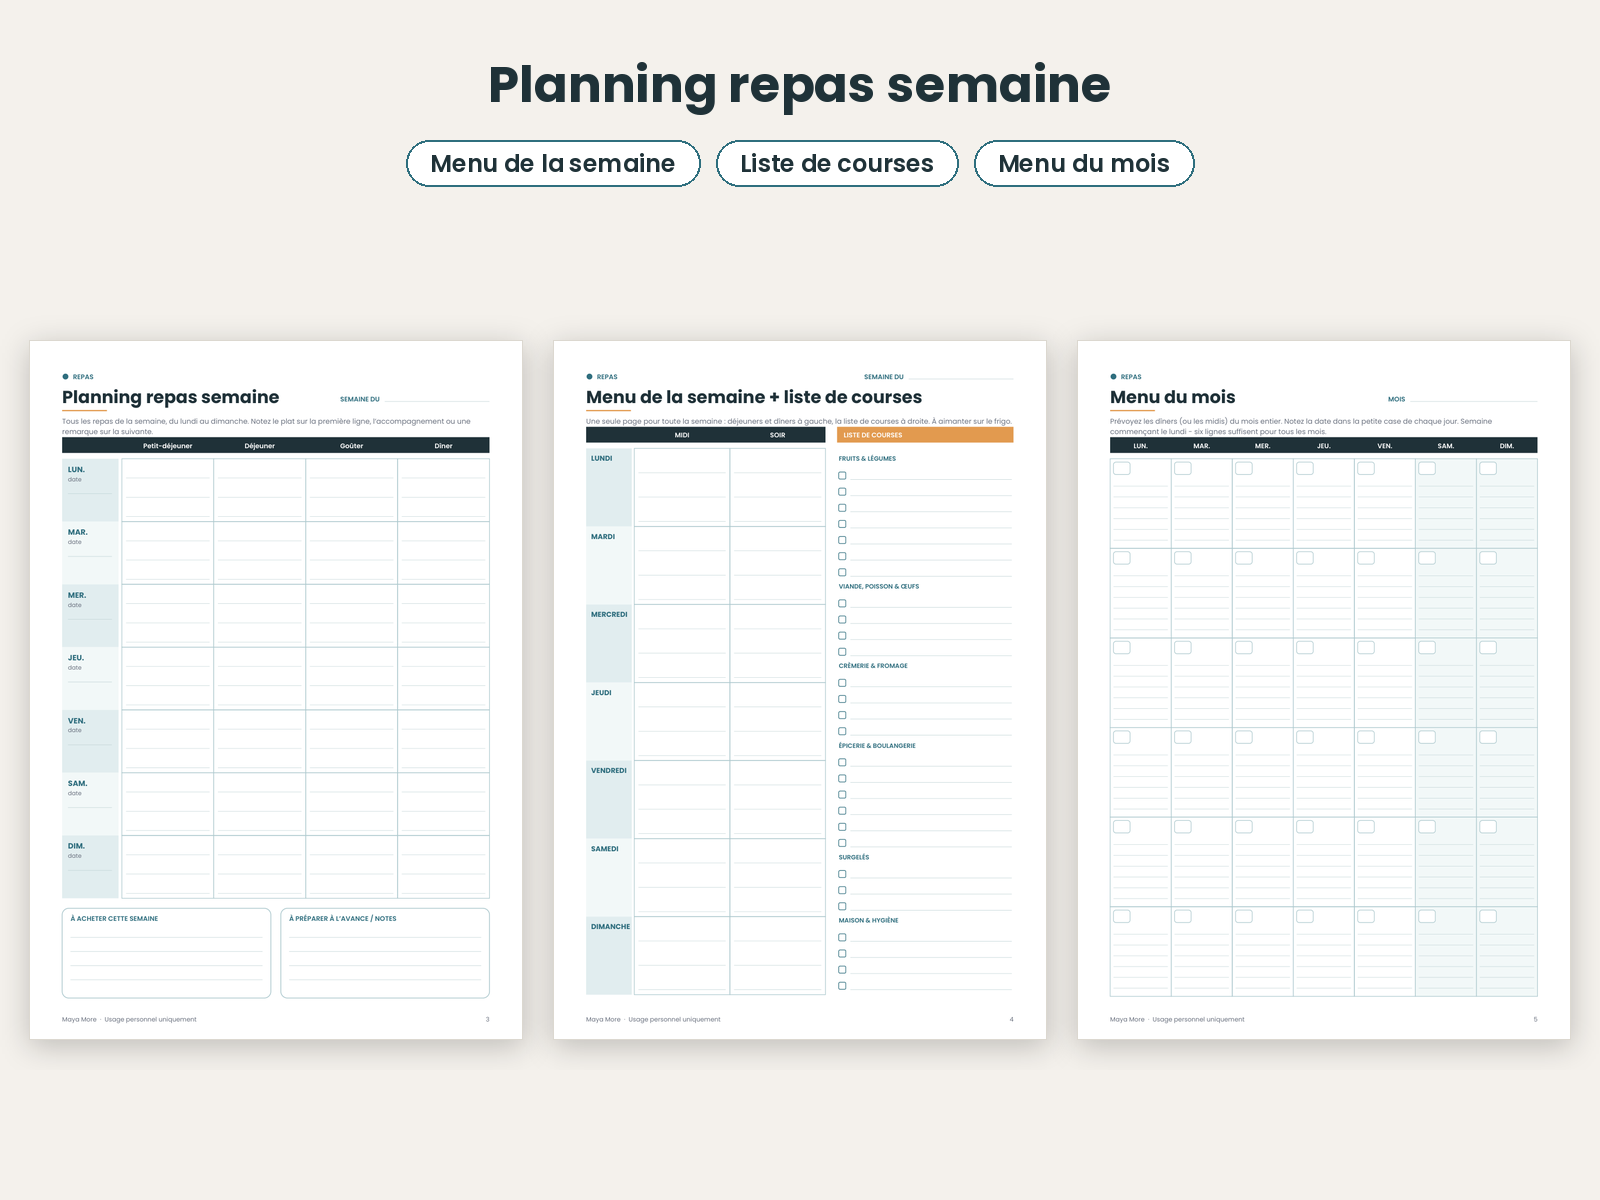 Planning repas semaine
Menu de la semaine
Liste de courses
Menu du mois
REPAS
Planning repas semaine
SEMAINE DU
Tous les repas de la semaine, du lundi au dimanche. Notez le plat sur la première ligne, l'accompagnement ou une
remarque sur la suivante.
Petit-déjeuner Déjeuner Goûter Dîner
LUN.
date
MAR.
date
MER.
date
JEU.
date
VEN.
date
SAM.
date
DIM.
date
À ACHETER CETTE SEMAINE
À PRÉPARER À L'AVANCE / NOTES
Maya More · Usage personnel uniquement
3
REPAS
SEMAINE DU
Menu de la semaine + liste de courses
Une seule page pour toute la semaine : déjeuners et dîners à gauche, la liste de courses à droite. À aimanter sur le frigo.
MIDI SOIR
LUNDI
MARDI
MERCREDI
JEUDI
VENDREDI
SAMEDI
DIMANCHE
LISTE DE COURSES
FRUITS & LÉGUMES
VIANDE, POISSON & ŒUFS
CRÈMERIE & FROMAGE
ÉPICERIE & BOULANGERIE
SURGELÉS
MAISON & HYGIÈNE
Maya More · Usage personnel uniquement
4
REPAS
Menu du mois
MOIS
Prévoyez les dîners (ou les midis) du mois entier. Notez la date dans la petite case de chaque jour. Semaine
commençant le lundi - six lignes suffisent pour tous les mois.
LUN. MAR. MER. JEU. VEN. SAM. DIM.
Maya More · Usage personnel uniquement
5